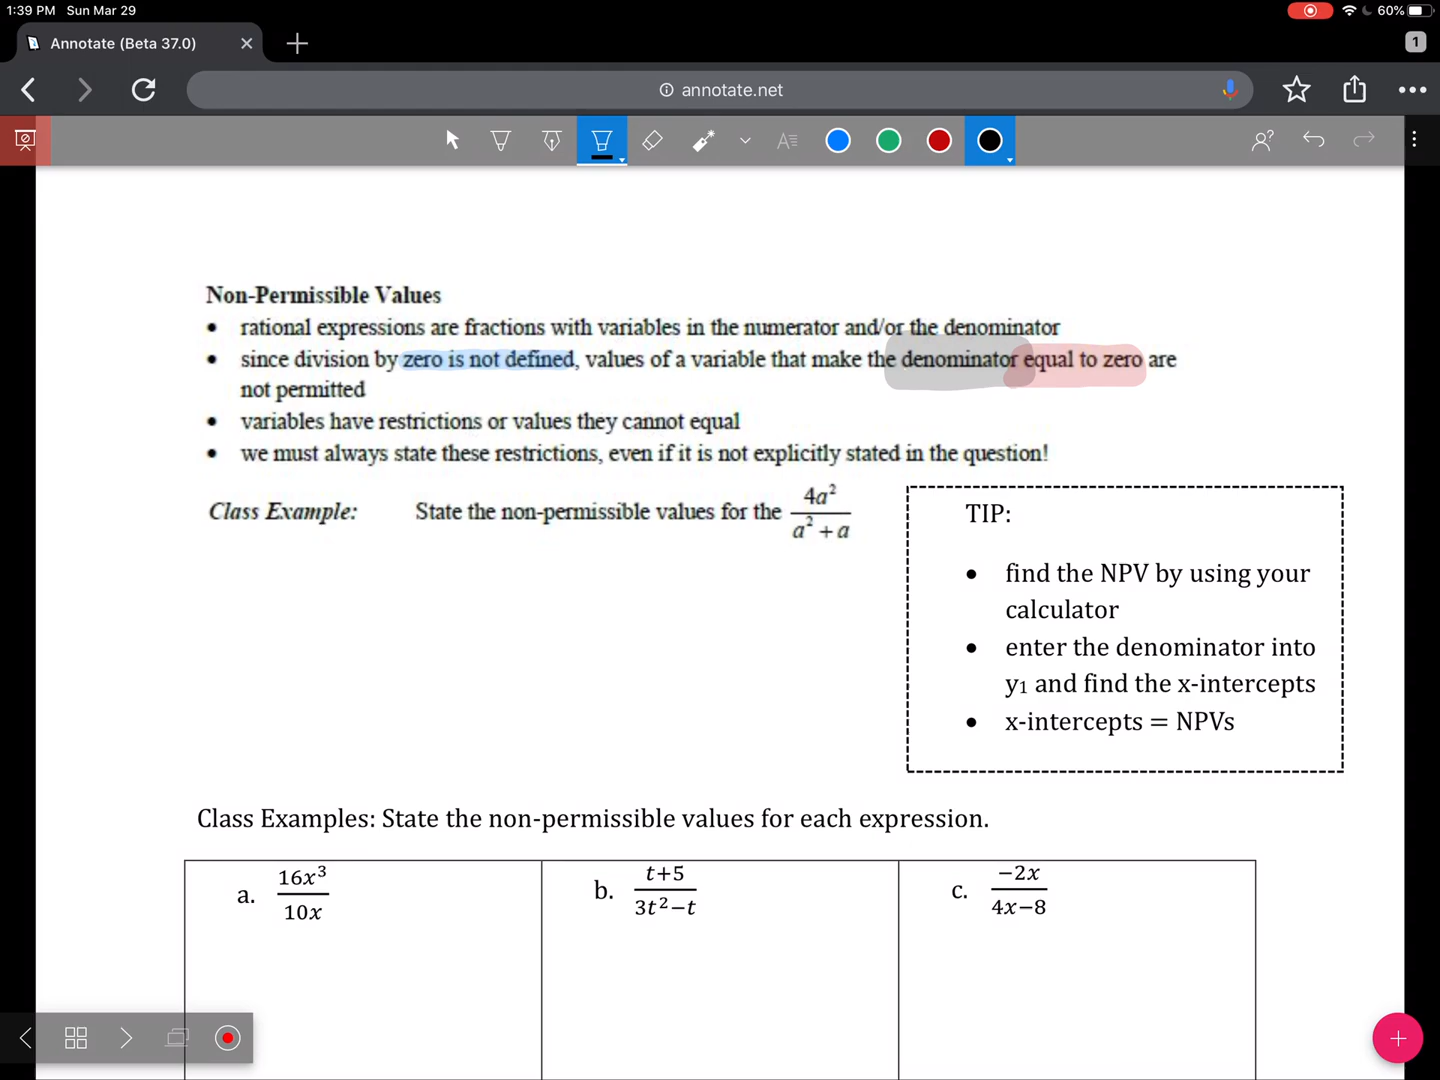 1:39 PM Sun Mar 29 60%
Annotate (Beta 37.0) 1
annotate.net
Non-Permissible Values
• rational expressions are fractions with variables in the numerator and/or the denominator
• since division by zero is not defined, values of a variable that make the denominator equal to zero are
not permitted
• variables have restrictions or values they cannot equal
• we must always state these restrictions, even if it is not explicitly stated in the question!
Class Example: State the non-permissible values for the 4a²/(a² + a)
TIP:
• find the NPV by using your
calculator
• enter the denominator into
y₁ and find the x-intercepts
• x-intercepts = NPVs
Class Examples: State the non-permissible values for each expression.
a. 16x³/10x b. (t+5)/(3t²−t) c. −2x/(4x−8)